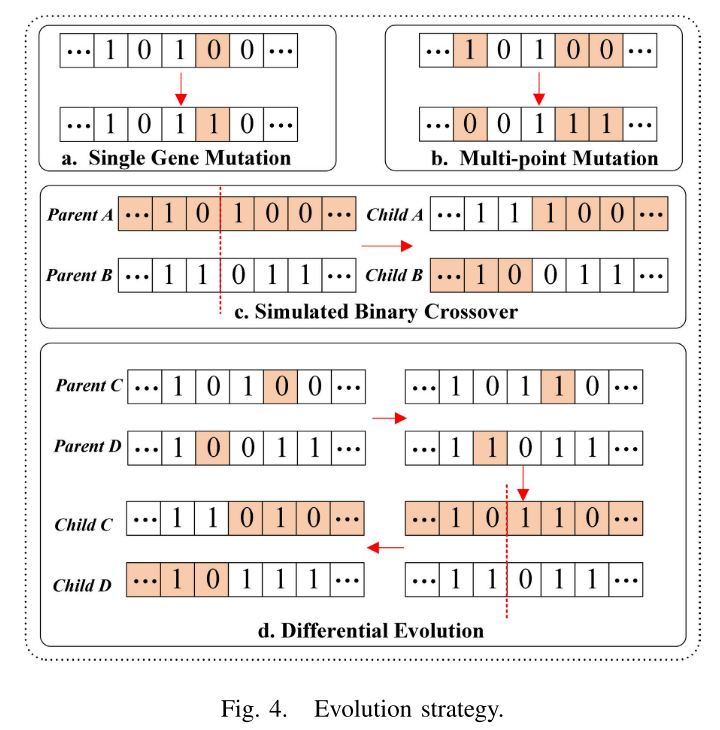 ... 1 0 1 0 0 ...
... 1 0 1 1 0 ...
a. Single Gene Mutation
... 1 0 1 0 0 ...
... 0 0 1 1 1 ...
b. Multi-point Mutation
Parent A ... 1 0 1 0 0 ... Child A ... 1 1 1 0 0 ...
Parent B ... 1 1 0 1 1 ... Child B ... 1 0 0 1 1 ...
c. Simulated Binary Crossover
Parent C ... 1 0 1 0 0 ... ... 1 0 1 1 0 ...
Parent D ... 1 0 0 1 1 ... ... 1 1 0 1 1 ...
Child C ... 1 1 0 1 0 ... ... 1 0 1 1 0 ...
Child D ... 1 0 1 1 1 ... ... 1 1 0 1 1 ...
d. Differential Evolution
Fig. 4. Evolution strategy.